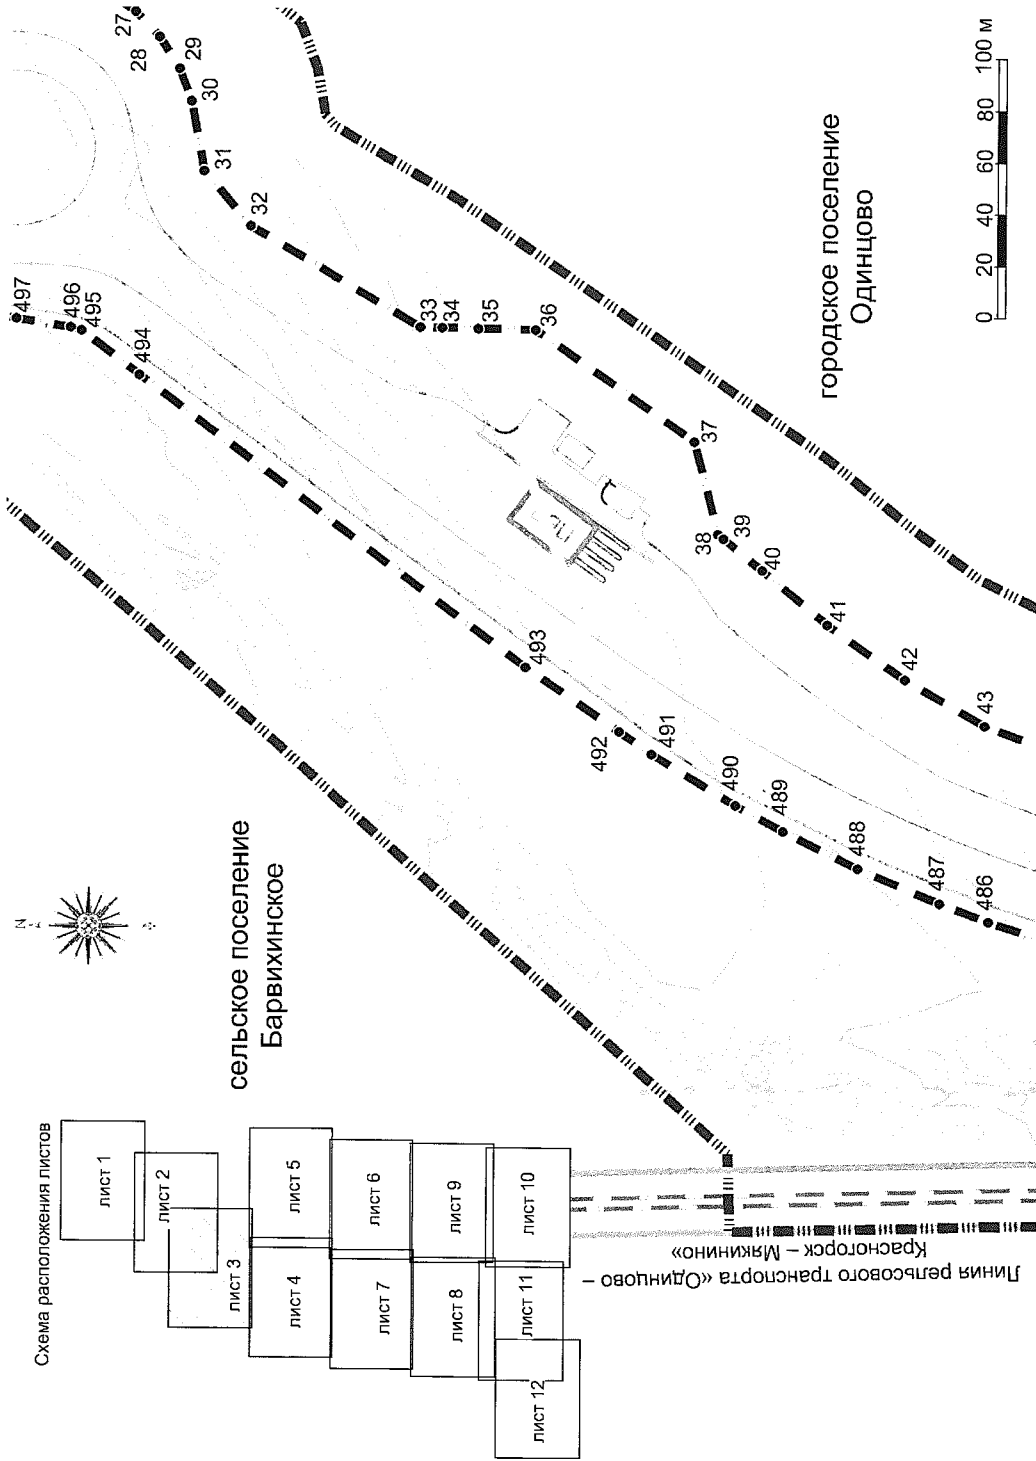 Схема расположения листов
лист 1
лист 2
лист 3
лист 5
лист 4
лист 6
лист 7
лист 9
лист 8
лист 10
лист 11
лист 12
N
сельское поселение
Барвихинское
городское поселение
Одинцово
Линия рельсового транспорта «Одинцово –
Красногорск – Мякинино»
497
496
495
494
493
492
491
490
489
488
487
486
27
28
29
30
31
32
33
34
35
36
37
38
39
40
41
42
43
0 20 40 60 80 100 м